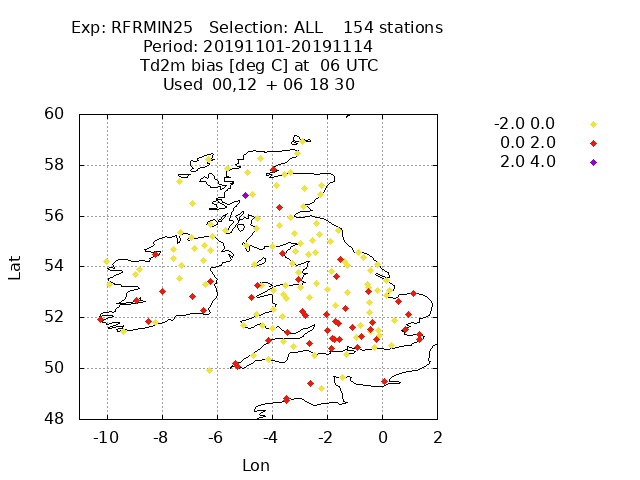 Exp: RFRMIN25 Selection: ALL 154 stations
Period: 20191101-20191114
Td2m bias [deg C] at 06 UTC
Used 00,12 + 06 18 30
-2.0 0.0
0.0 2.0
2.0 4.0
60
58
56
54
52
50
48
Lat
-10 -8 -6 -4 -2 0 2
Lon